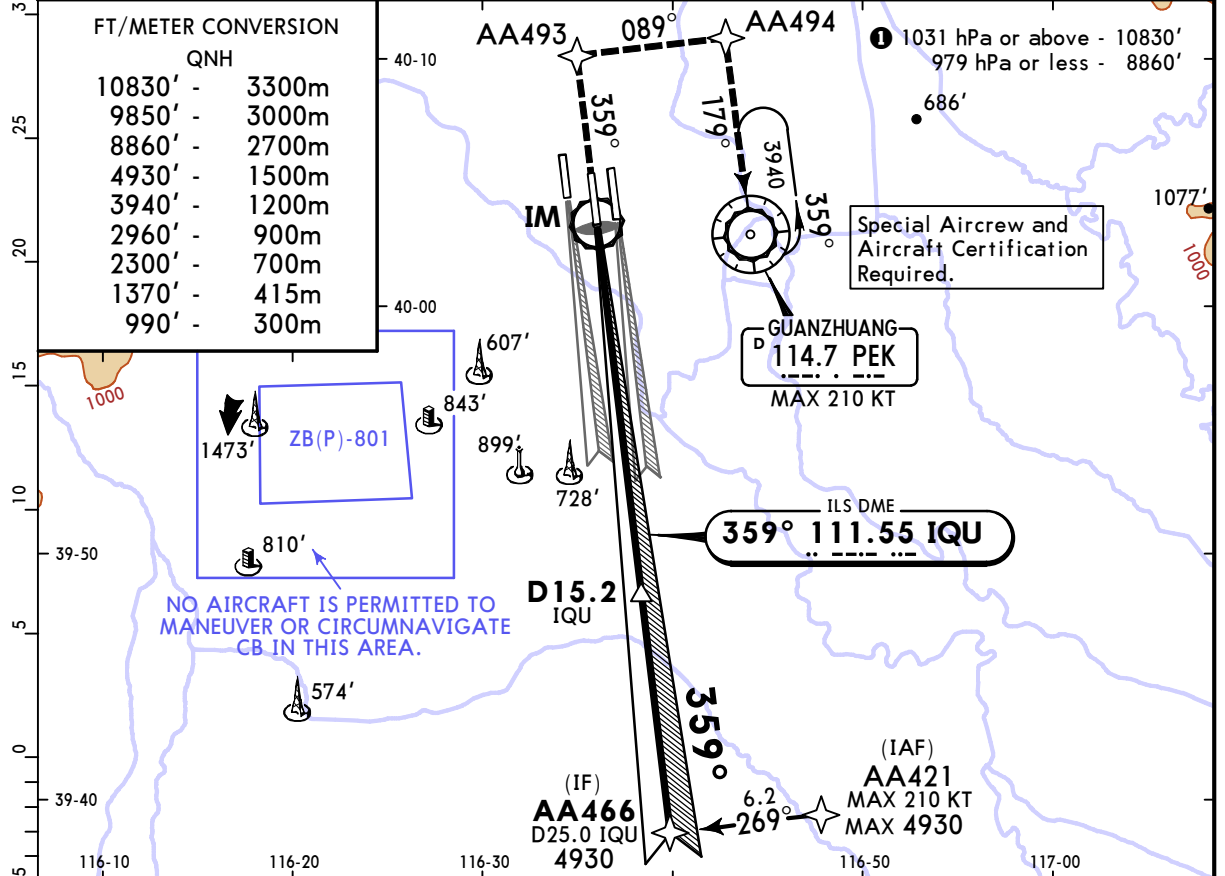 FT/METER CONVERSION
QNH
10830' - 3300m
9850' - 3000m
8860' - 2700m
4930' - 1500m
3940' - 1200m
2960' - 900m
2300' - 700m
1370' - 415m
990' - 300m
AA493
089°
AA494
1 1031 hPa or above - 10830'
979 hPa or less - 8860'
40-10
686'
359°
179°
3940
359°
1077'
1000
IM
Special Aircrew and
Aircraft Certification
Required.
40-00
GUANZHUANG
D 114.7 PEK
MAX 210 KT
607'
1000
843'
1473'
ZB(P)-801
899'
728'
ILS DME
359° 111.55 IQU
39-50
810'
D15.2
IQU
NO AIRCRAFT IS PERMITTED TO
MANEUVER OR CIRCUMNAVIGATE
CB IN THIS AREA.
574'
359°
(IAF)
AA421
MAX 210 KT
MAX 4930
6.2
269°
(IF)
AA466
D25.0 IQU
4930
39-40
25
20
15
10
5
0
5
116-10
116-20
116-30
116-50
117-00